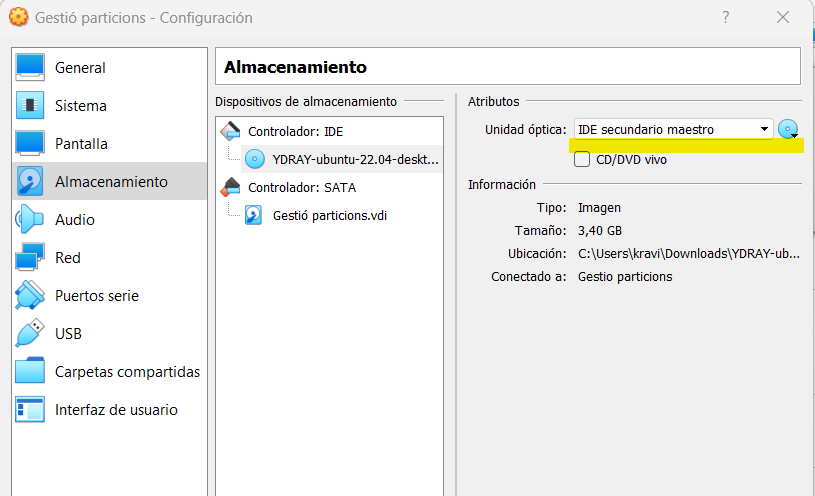 Gestió particions - Configuración
?
General
Sistema
Pantalla
Almacenamiento
Audio
Red
Puertos serie
USB
Carpetas compartidas
Interfaz de usuario
Almacenamiento
Dispositivos de almacenamiento
Controlador: IDE
YDRAY-ubuntu-22.04-deskt...
Controlador: SATA
Gestió particions.vdi
Atributos
Unidad óptica: IDE secundario maestro
CD/DVD vivo
Información
Tipo: Imagen
Tamaño: 3,40 GB
Ubicación: C:\Users\kravi\Downloads\YDRAY-ub...
Conectado a: Gestio particions